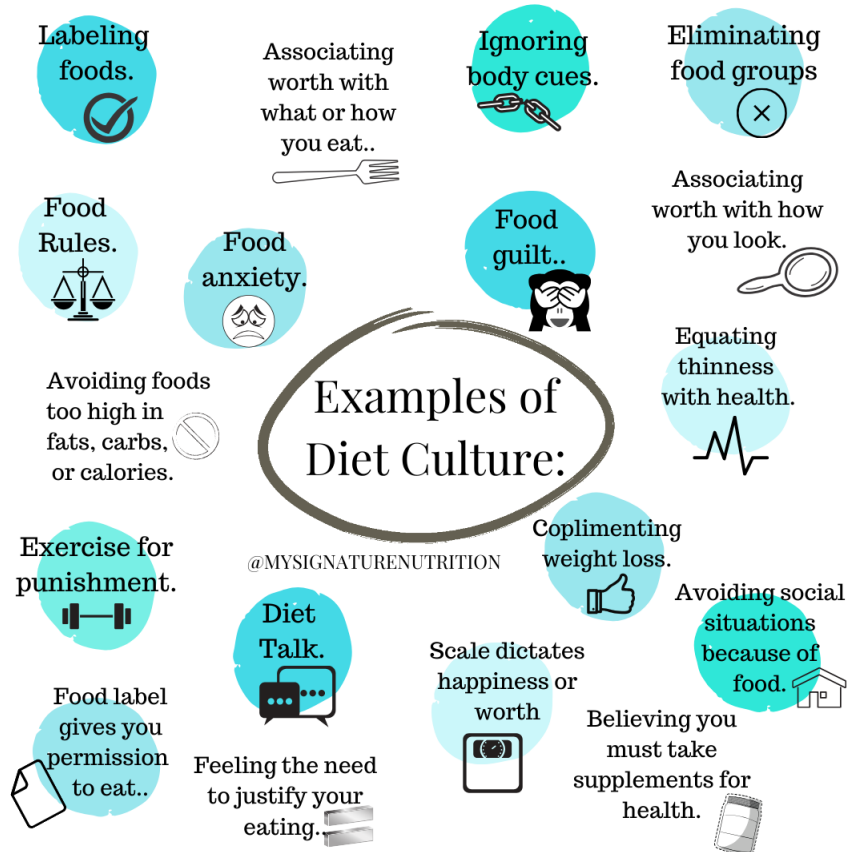 Labeling
foods.
Associating
worth with
what or how
you eat..
Ignoring
body cues.
Eliminating
food groups
Food
Rules.
Food
anxiety.
Food
guilt..
Associating
worth with how
you look.
Equating
thinness
with health.
Avoiding foods
too high in
fats, carbs,
or calories.
Examples of
Diet Culture:
@MYSIGNATURENUTRITION
Exercise for
punishment.
Diet
Talk.
Coplimenting
weight loss.
Avoiding social
situations
because of
food.
Scale dictates
happiness or
worth
Food label
gives you
permission
to eat..
Feeling the need
to justify your
eating..
Believing you
must take
supplements for
health.